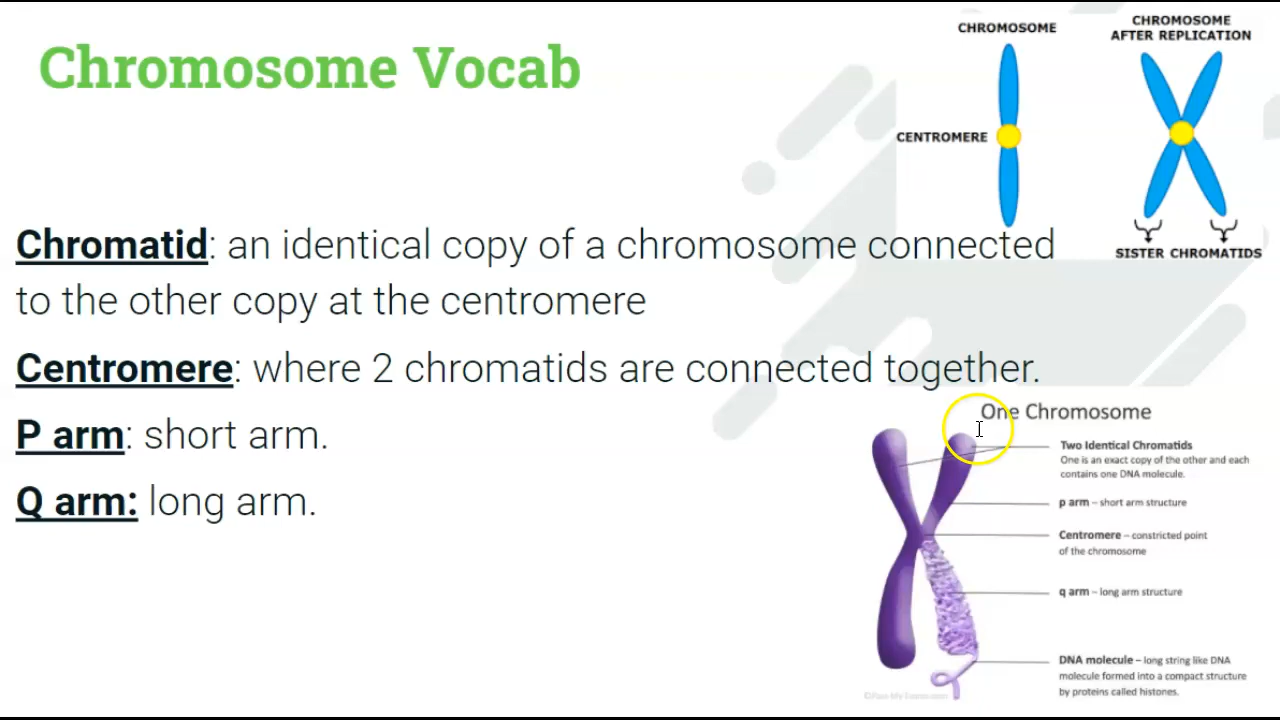 Chromosome Vocab
CHROMOSOME
CENTROMERE
CHROMOSOME
AFTER REPLICATION
SISTER CHROMATIDS
Chromatid: an identical copy of a chromosome connected
to the other copy at the centromere
Centromere: where 2 chromatids are connected together.
P arm: short arm.
Q arm: long arm.
One Chromosome
Two Identical Chromatids
One is an exact copy of the other and each
contains one DNA molecule.
p arm – short arm structure
Centromere – constricted point
of the chromosome
q arm – long arm structure
DNA molecule – long string like DNA
molecule formed into a compact structure
by proteins called histones.